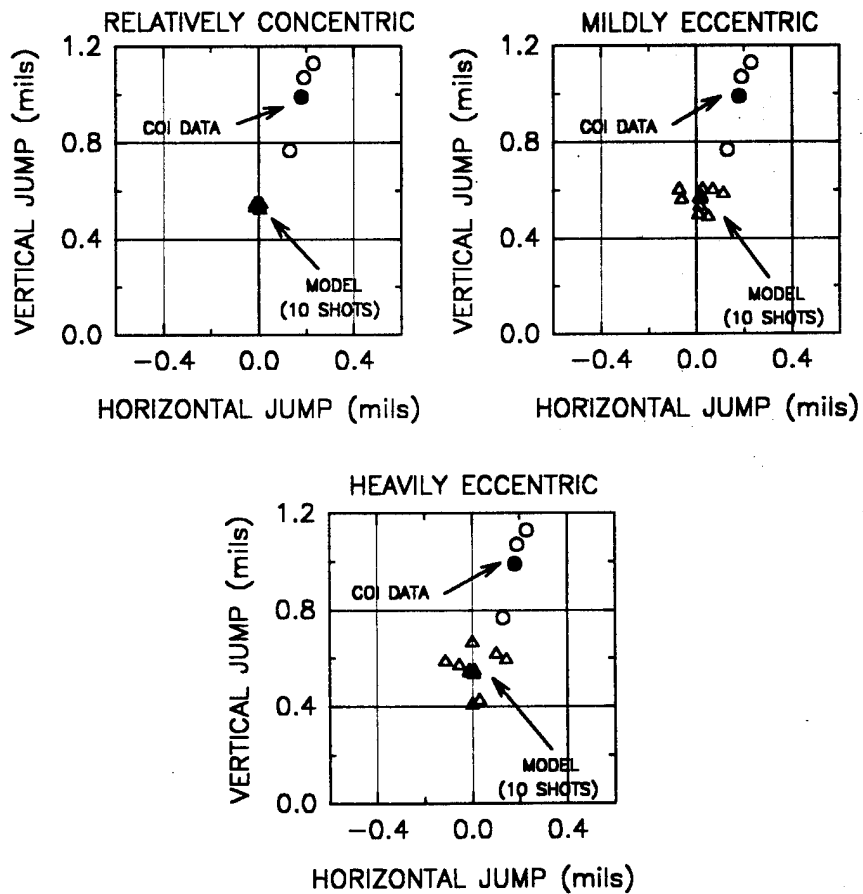 RELATIVELY CONCENTRIC
VERTICAL JUMP (mils)
1.2
0.8
0.4
0.0
COI DATA
MODEL
(10 SHOTS)
−0.4 0.0 0.4
HORIZONTAL JUMP (mils)
MILDLY ECCENTRIC
VERTICAL JUMP (mils)
1.2
0.8
0.4
0.0
COI DATA
MODEL
(10 SHOTS)
−0.4 0.0 0.4
HORIZONTAL JUMP (mils)
HEAVILY ECCENTRIC
VERTICAL JUMP (mils)
1.2
0.8
0.4
0.0
COI DATA
MODEL
(10 SHOTS)
−0.4 0.0 0.4
HORIZONTAL JUMP (mils)